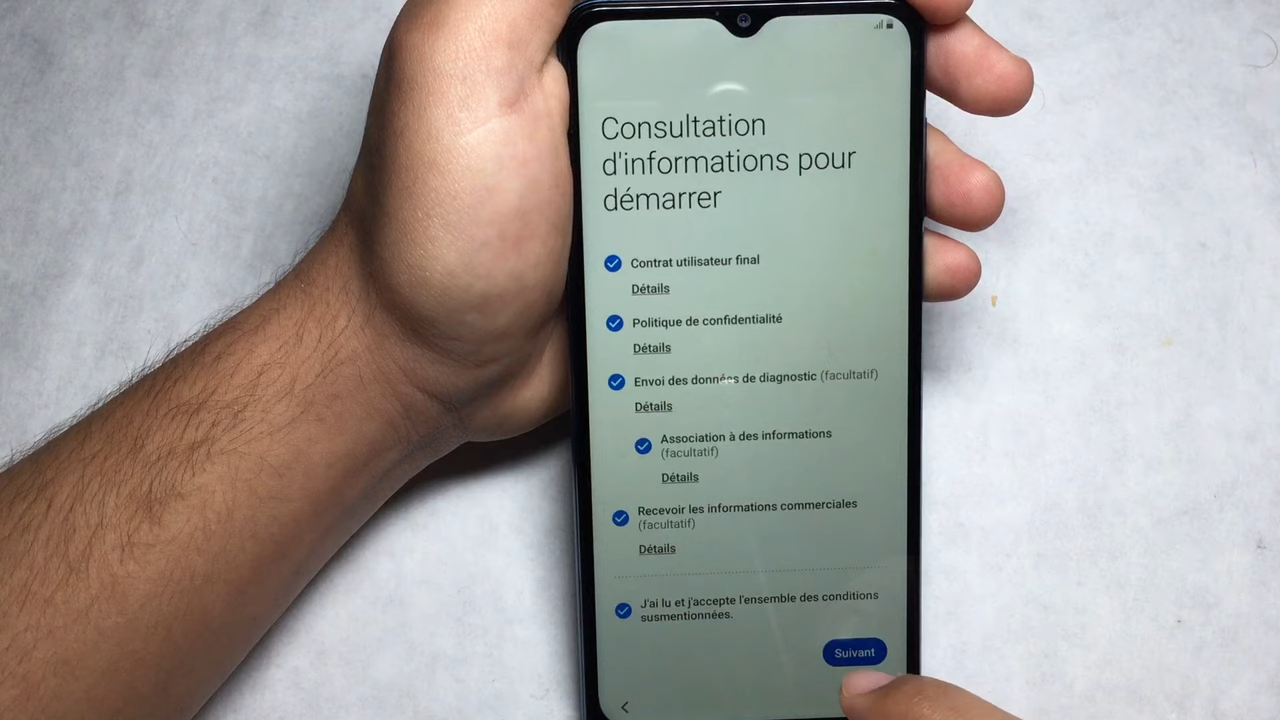 Consultation
d'informations pour
démarrer
Contrat utilisateur final
Détails
Politique de confidentialité
Détails
Envoi des données de diagnostic (facultatif)
Détails
Association à des informations
(facultatif)
Détails
Recevoir les informations commerciales
(facultatif)
Détails
J'ai lu et j'accepte l'ensemble des conditions
susmentionnées.
Suivant